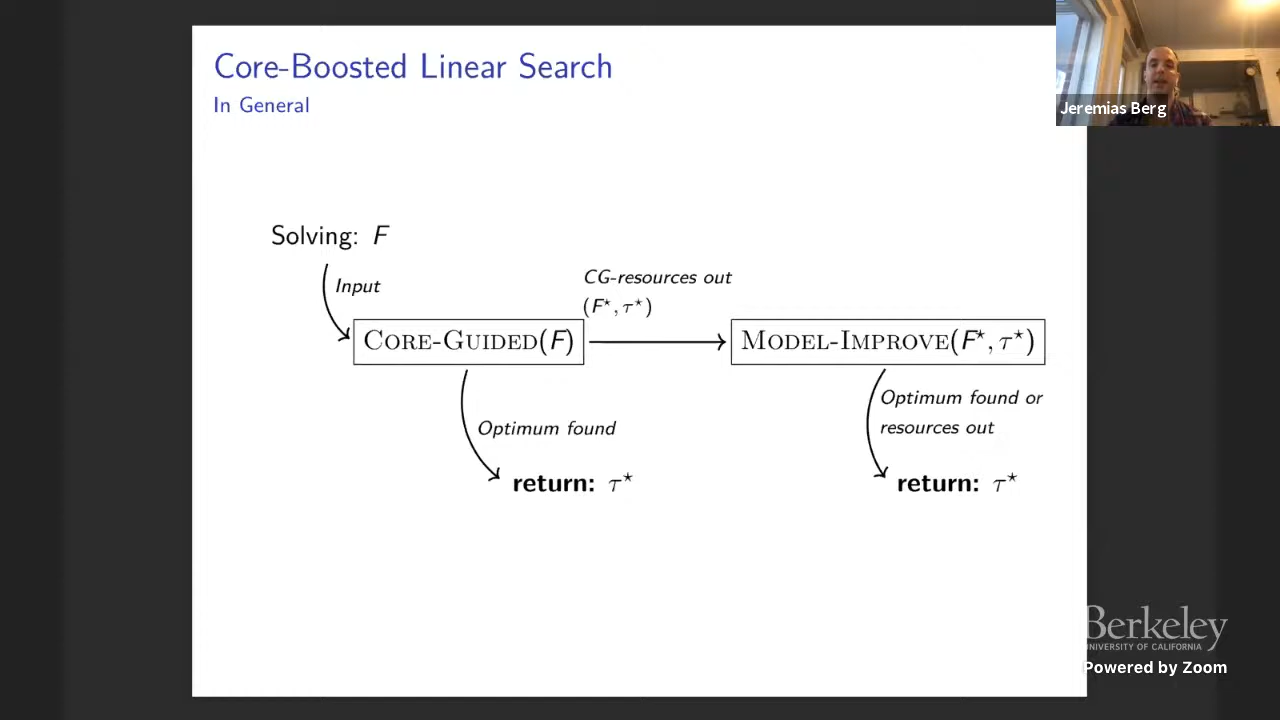 Core-Boosted Linear Search
In General
Jeremias Berg
Solving: F
Input
CG-resources out
(F⋆, τ⋆)
CORE-GUIDED(F)
MODEL-IMPROVE(F⋆, τ⋆)
Optimum found
Optimum found or
resources out
return: τ⋆
return: τ⋆
Berkeley
UNIVERSITY OF CALIFORNIA
Powered by Zoom